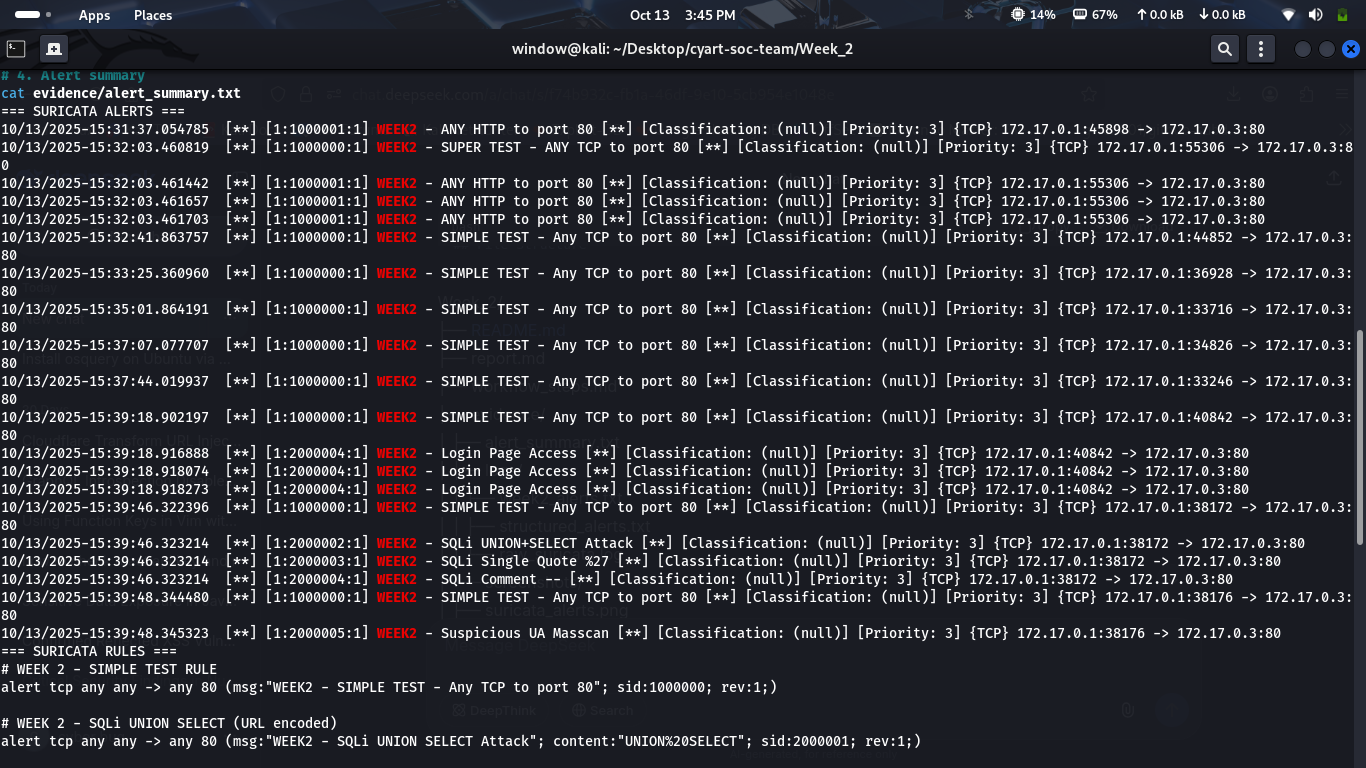 Apps Places Oct 13 3:45 PM 14% 67% 0.0 kB 0.0 kB
window@kali: ~/Desktop/cyart-soc-team/Week_2
# 4. Alert summary
cat evidence/alert_summary.txt
=== SURICATA ALERTS ===
10/13/2025-15:31:37.054785  [**] [1:1000001:1] WEEK2 - ANY HTTP to port 80 [**] [Classification: (null)] [Priority: 3] {TCP} 172.17.0.1:45898 -> 172.17.0.3:80
10/13/2025-15:32:03.460819  [**] [1:1000000:1] WEEK2 - SUPER TEST - ANY TCP to port 80 [**] [Classification: (null)] [Priority: 3] {TCP} 172.17.0.1:55306 -> 172.17.0.3:8
0
10/13/2025-15:32:03.461442  [**] [1:1000001:1] WEEK2 - ANY HTTP to port 80 [**] [Classification: (null)] [Priority: 3] {TCP} 172.17.0.1:55306 -> 172.17.0.3:80
10/13/2025-15:32:03.461657  [**] [1:1000001:1] WEEK2 - ANY HTTP to port 80 [**] [Classification: (null)] [Priority: 3] {TCP} 172.17.0.1:55306 -> 172.17.0.3:80
10/13/2025-15:32:03.461703  [**] [1:1000001:1] WEEK2 - ANY HTTP to port 80 [**] [Classification: (null)] [Priority: 3] {TCP} 172.17.0.1:55306 -> 172.17.0.3:80
10/13/2025-15:32:41.863757  [**] [1:1000000:1] WEEK2 - SIMPLE TEST - Any TCP to port 80 [**] [Classification: (null)] [Priority: 3] {TCP} 172.17.0.1:44852 -> 172.17.0.3:
80
10/13/2025-15:33:25.360960  [**] [1:1000000:1] WEEK2 - SIMPLE TEST - Any TCP to port 80 [**] [Classification: (null)] [Priority: 3] {TCP} 172.17.0.1:36928 -> 172.17.0.3:
80
10/13/2025-15:35:01.864191  [**] [1:1000000:1] WEEK2 - SIMPLE TEST - Any TCP to port 80 [**] [Classification: (null)] [Priority: 3] {TCP} 172.17.0.1:33716 -> 172.17.0.3:
80
10/13/2025-15:37:07.077707  [**] [1:1000000:1] WEEK2 - SIMPLE TEST - Any TCP to port 80 [**] [Classification: (null)] [Priority: 3] {TCP} 172.17.0.1:34826 -> 172.17.0.3:
80
10/13/2025-15:37:44.019937  [**] [1:1000000:1] WEEK2 - SIMPLE TEST - Any TCP to port 80 [**] [Classification: (null)] [Priority: 3] {TCP} 172.17.0.1:33246 -> 172.17.0.3:
80
10/13/2025-15:39:18.902197  [**] [1:1000000:1] WEEK2 - SIMPLE TEST - Any TCP to port 80 [**] [Classification: (null)] [Priority: 3] {TCP} 172.17.0.1:40842 -> 172.17.0.3:
80
10/13/2025-15:39:18.916888  [**] [1:2000004:1] WEEK2 - Login Page Access [**] [Classification: (null)] [Priority: 3] {TCP} 172.17.0.1:40842 -> 172.17.0.3:80
10/13/2025-15:39:18.918074  [**] [1:2000004:1] WEEK2 - Login Page Access [**] [Classification: (null)] [Priority: 3] {TCP} 172.17.0.1:40842 -> 172.17.0.3:80
10/13/2025-15:39:18.918273  [**] [1:2000004:1] WEEK2 - Login Page Access [**] [Classification: (null)] [Priority: 3] {TCP} 172.17.0.1:40842 -> 172.17.0.3:80
10/13/2025-15:39:46.322396  [**] [1:1000000:1] WEEK2 - SIMPLE TEST - Any TCP to port 80 [**] [Classification: (null)] [Priority: 3] {TCP} 172.17.0.1:38172 -> 172.17.0.3:
80
10/13/2025-15:39:46.323214  [**] [1:2000002:1] WEEK2 - SQLi UNION+SELECT Attack [**] [Classification: (null)] [Priority: 3] {TCP} 172.17.0.1:38172 -> 172.17.0.3:80
10/13/2025-15:39:46.323214  [**] [1:2000003:1] WEEK2 - SQLi Single Quote %27 [**] [Classification: (null)] [Priority: 3] {TCP} 172.17.0.1:38172 -> 172.17.0.3:80
10/13/2025-15:39:46.323214  [**] [1:2000004:1] WEEK2 - SQLi Comment -- [**] [Classification: (null)] [Priority: 3] {TCP} 172.17.0.1:38172 -> 172.17.0.3:80
10/13/2025-15:39:48.344480  [**] [1:1000000:1] WEEK2 - SIMPLE TEST - Any TCP to port 80 [**] [Classification: (null)] [Priority: 3] {TCP} 172.17.0.1:38176 -> 172.17.0.3:
80
10/13/2025-15:39:48.345323  [**] [1:2000005:1] WEEK2 - Suspicious UA Masscan [**] [Classification: (null)] [Priority: 3] {TCP} 172.17.0.1:38176 -> 172.17.0.3:80
=== SURICATA RULES ===
# WEEK 2 - SIMPLE TEST RULE
alert tcp any any -> any 80 (msg:"WEEK2 - SIMPLE TEST - Any TCP to port 80"; sid:1000000; rev:1;)
# WEEK 2 - SQLi UNION SELECT (URL encoded)
alert tcp any any -> any 80 (msg:"WEEK2 - SQLi UNION SELECT Attack"; content:"UNION%20SELECT"; sid:2000001; rev:1;)